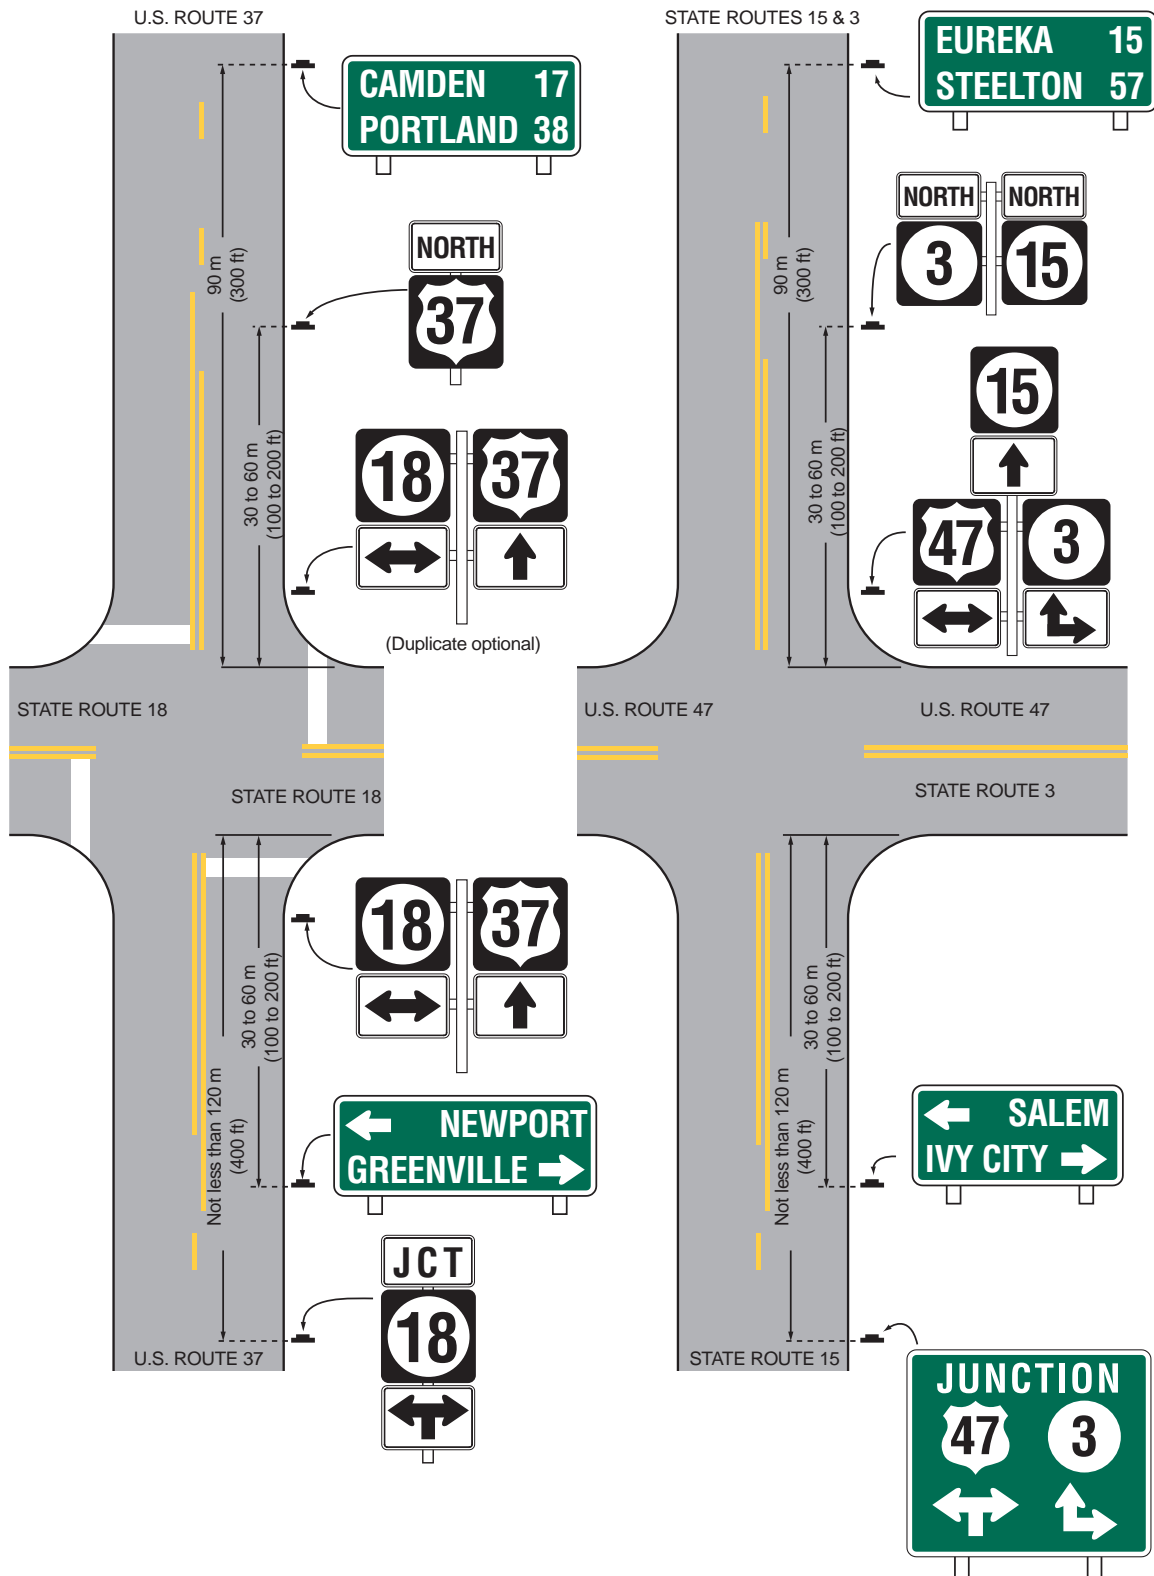 U.S. ROUTE 37
CAMDEN 17
PORTLAND 38
90 m
(300 ft)
NORTH
37
30 to 60 m
(100 to 200 ft)
18 37
(Duplicate optional)
STATE ROUTE 18
STATE ROUTE 18
30 to 60 m
(100 to 200 ft)
18 37
Not less than 120 m
(400 ft)
NEWPORT
GREENVILLE
JCT
18
U.S. ROUTE 37
STATE ROUTES 15 & 3
EUREKA 15
STEELTON 57
90 m
(300 ft)
NORTH NORTH
3 15
30 to 60 m
(100 to 200 ft)
15
47 3
U.S. ROUTE 47
U.S. ROUTE 47
STATE ROUTE 3
30 to 60 m
(100 to 200 ft)
Not less than 120 m
(400 ft)
SALEM
IVY CITY
STATE ROUTE 15
JUNCTION
47 3